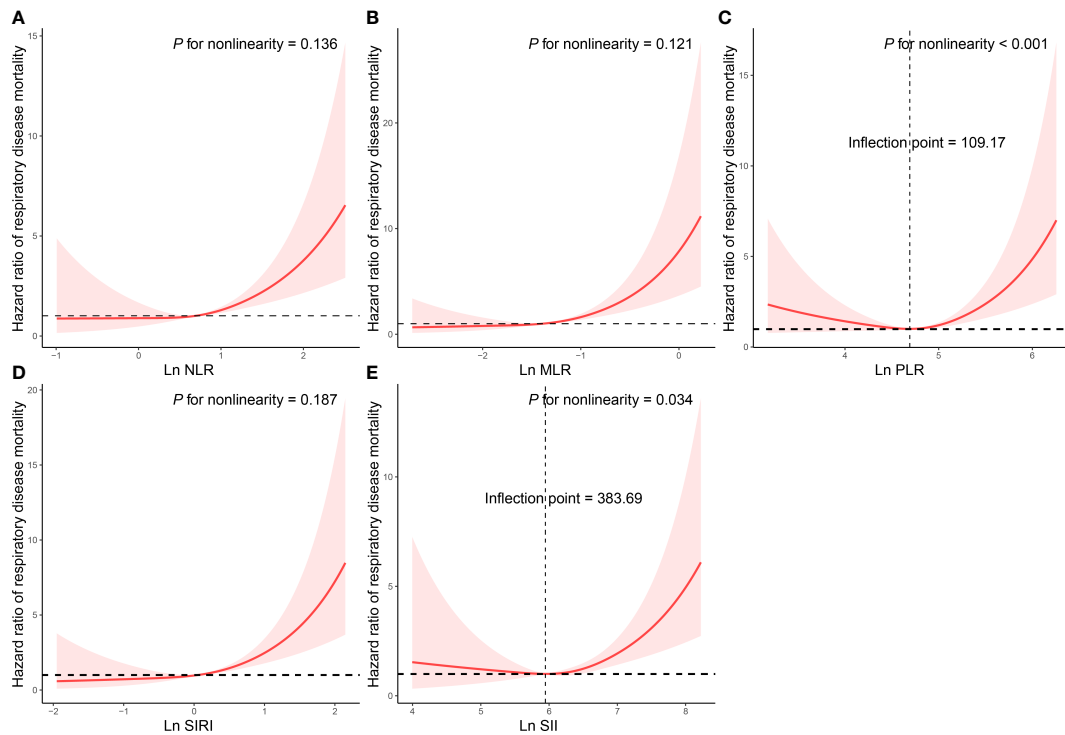 A
P for nonlinearity = 0.136
Hazard ratio of respiratory disease mortality
15
10
5
0
−1
0
1
2
Ln NLR
B
P for nonlinearity = 0.121
Hazard ratio of respiratory disease mortality
20
10
0
−2
−1
0
Ln MLR
C
P for nonlinearity < 0.001
Inflection point = 109.17
Hazard ratio of respiratory disease mortality
15
10
5
0
4
5
6
Ln PLR
D
P for nonlinearity = 0.187
Hazard ratio of respiratory disease mortality
20
15
10
5
0
−2
−1
0
1
2
Ln SIRI
E
P for nonlinearity = 0.034
Inflection point = 383.69
Hazard ratio of respiratory disease mortality
10
5
0
4
5
6
7
8
Ln SII